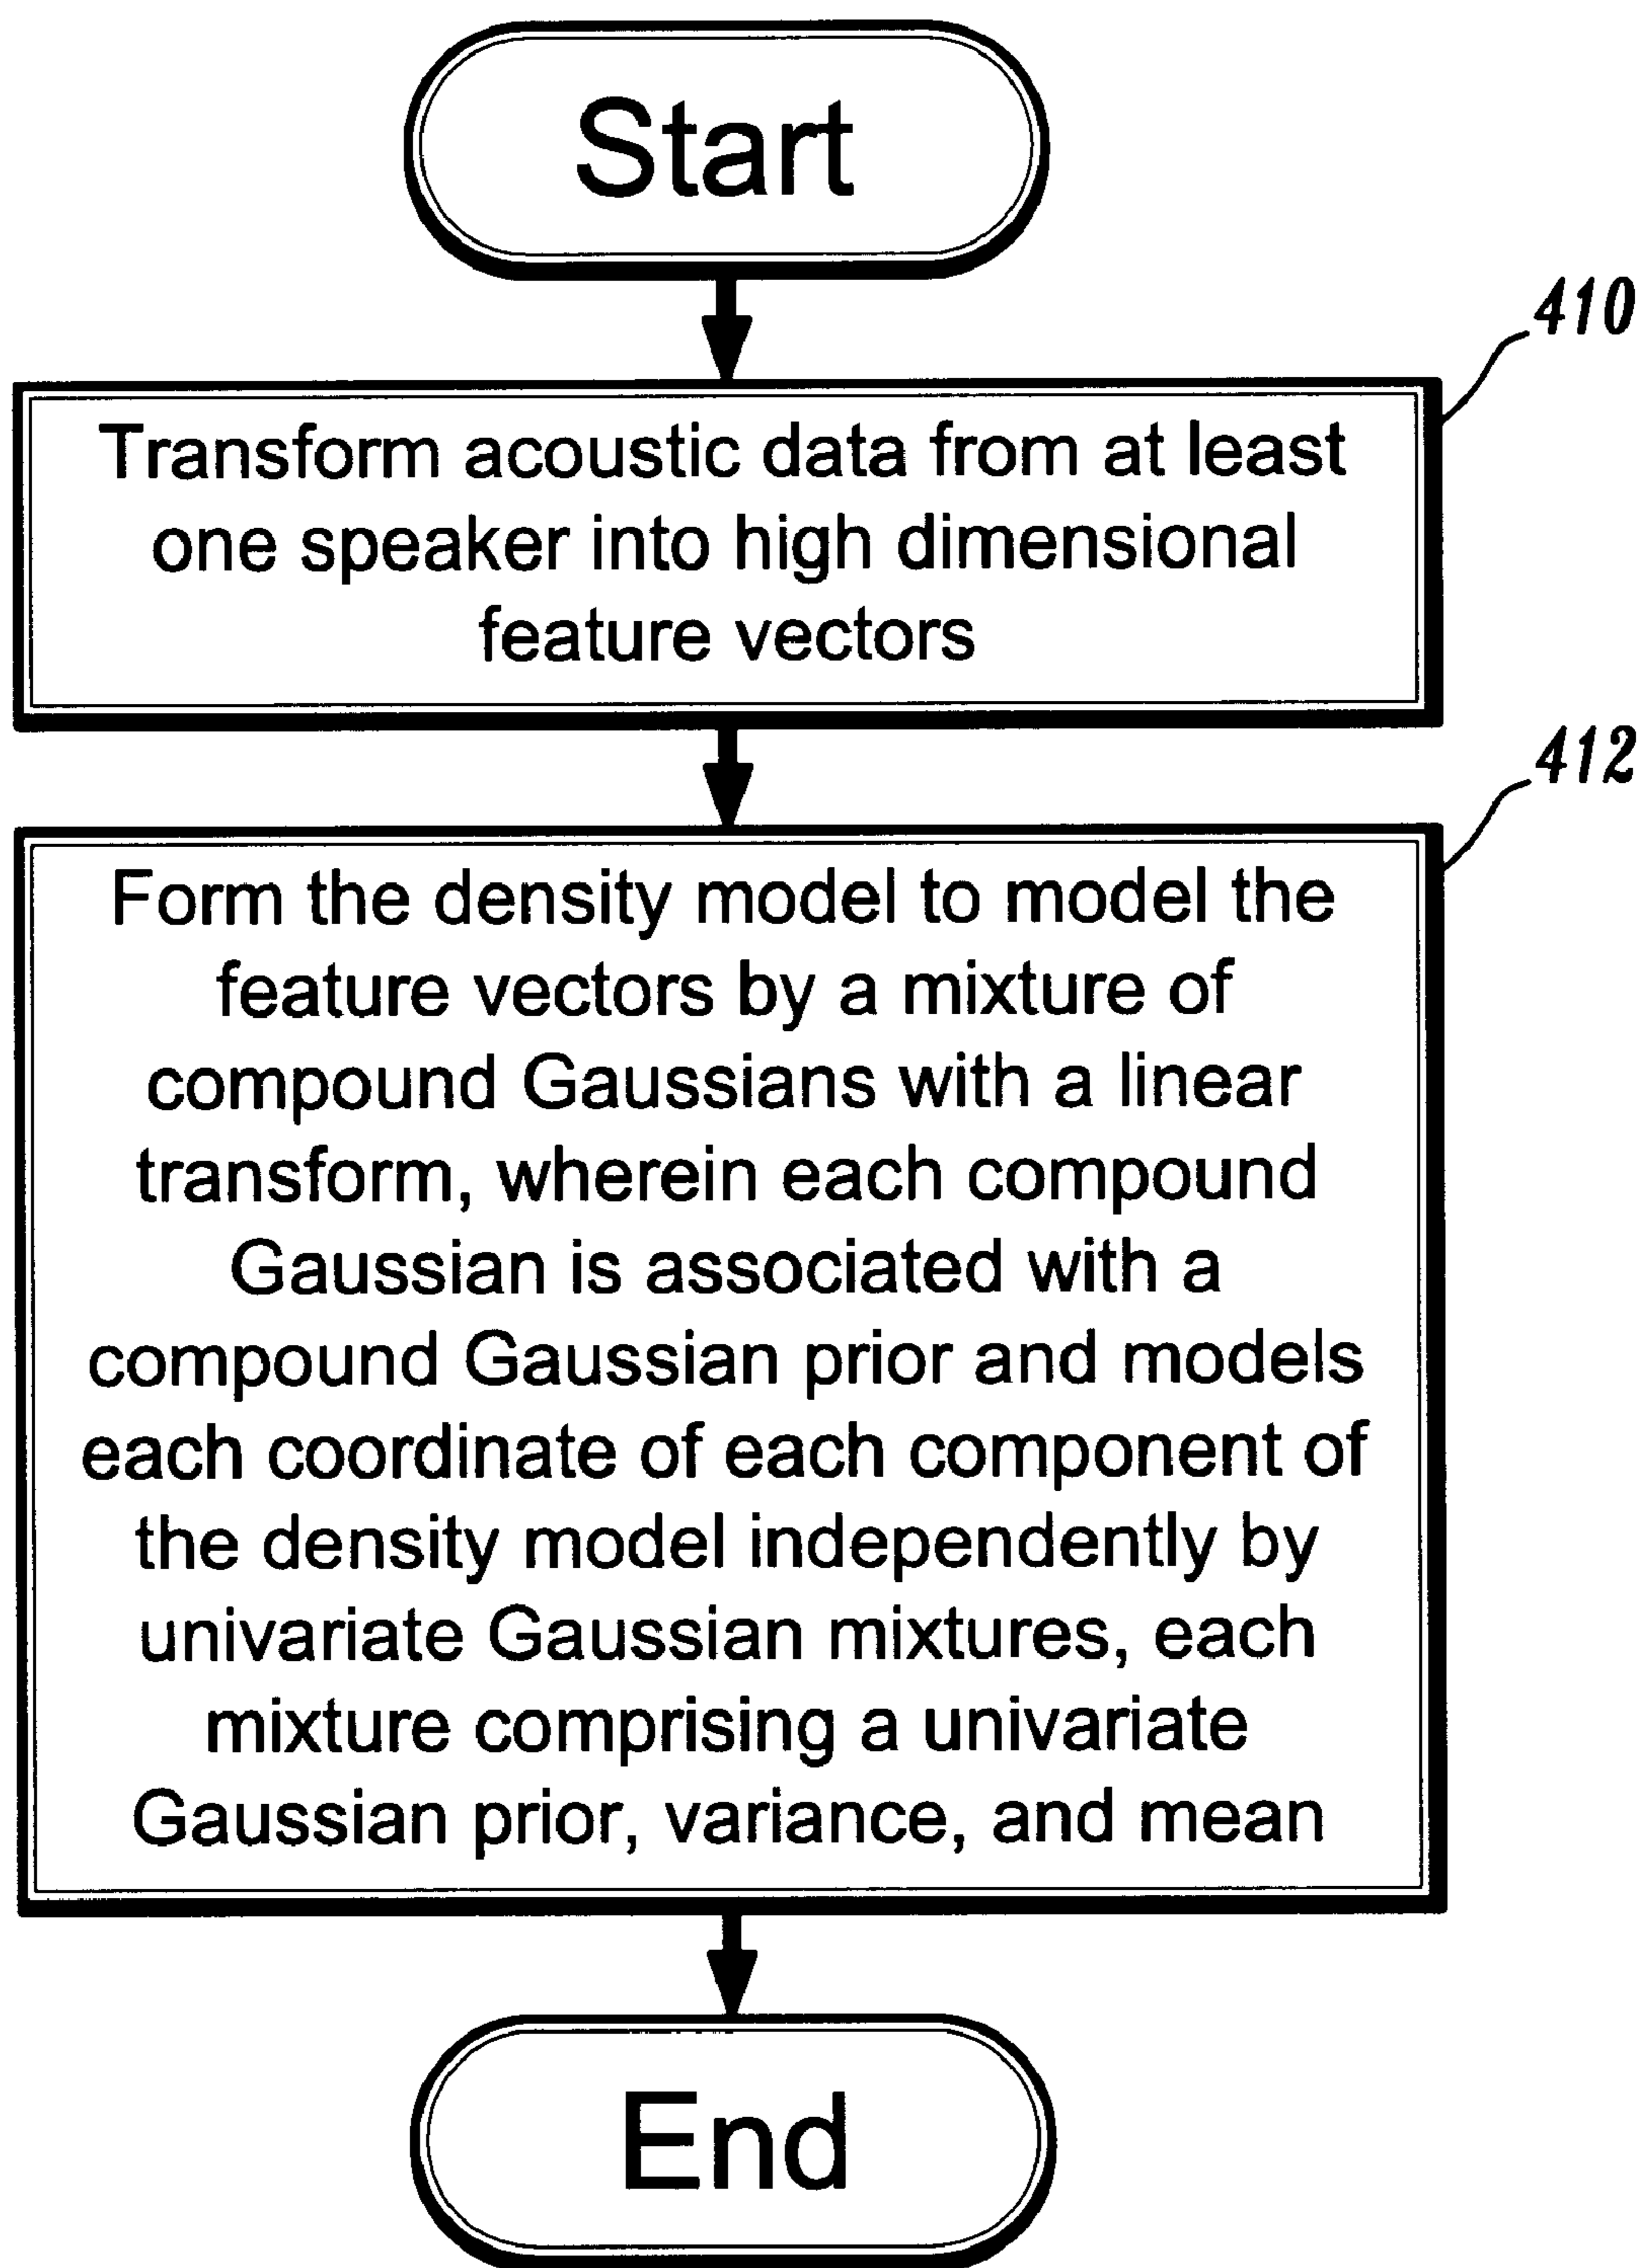 Start
410
Transform acoustic data from at least
one speaker into high dimensional
feature vectors
412
Form the density model to model the
feature vectors by a mixture of
compound Gaussians with a linear
transform, wherein each compound
Gaussian is associated with a
compound Gaussian prior and models
each coordinate of each component of
the density model independently by
univariate Gaussian mixtures, each
mixture comprising a univariate
Gaussian prior, variance, and mean
End